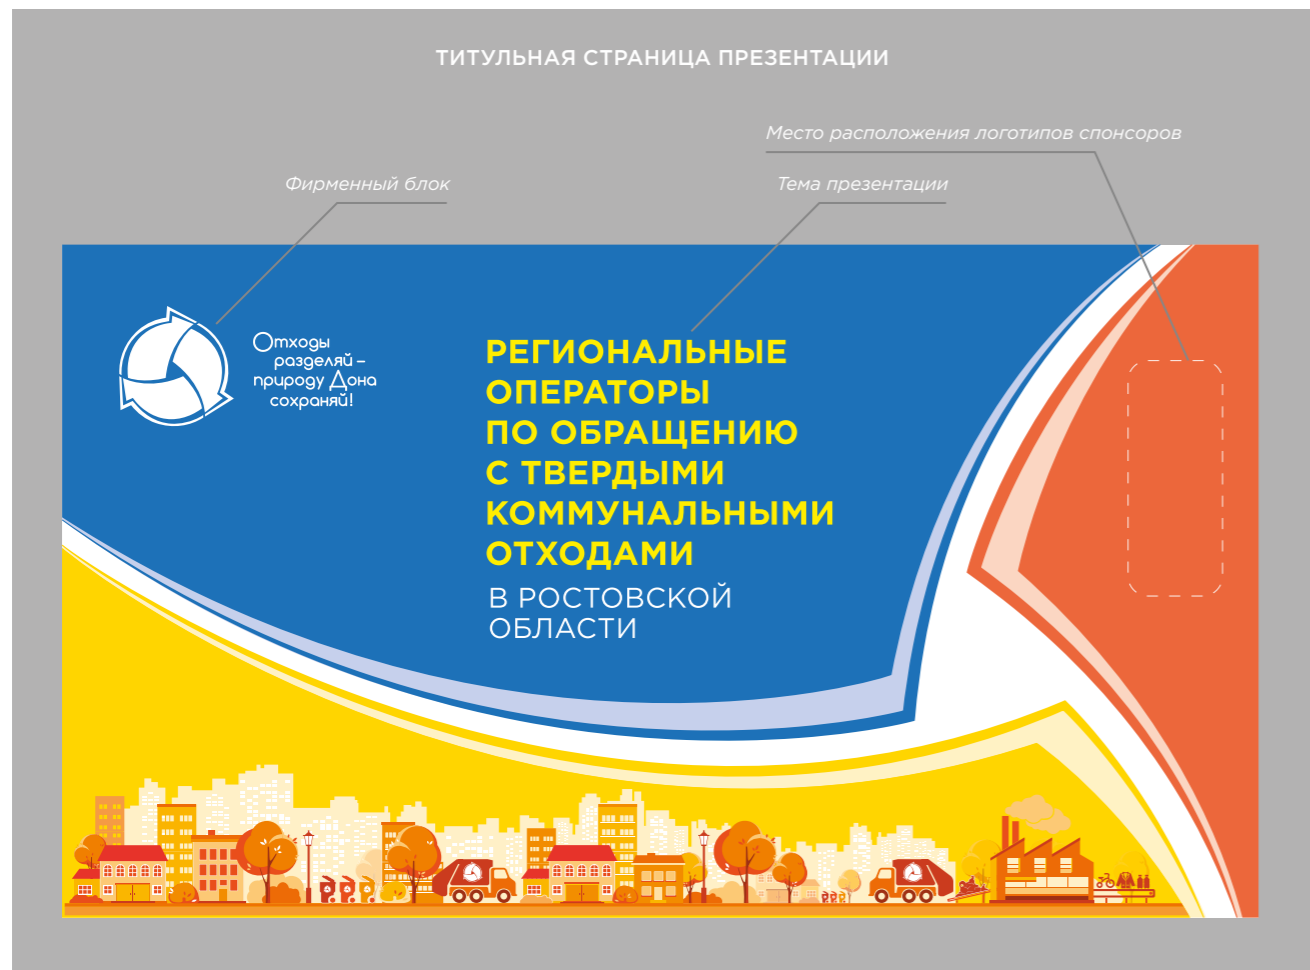 ТИТУЛЬНАЯ СТРАНИЦА ПРЕЗЕНТАЦИИ
Место расположения логотипов спонсоров
Фирменный блок
Тема презентации
Отходы
разделяй –
природу Дона
сохраняй!
РЕГИОНАЛЬНЫЕ
ОПЕРАТОРЫ
ПО ОБРАЩЕНИЮ
С ТВЕРДЫМИ
КОММУНАЛЬНЫМИ
ОТХОДАМИ
В РОСТОВСКОЙ
ОБЛАСТИ